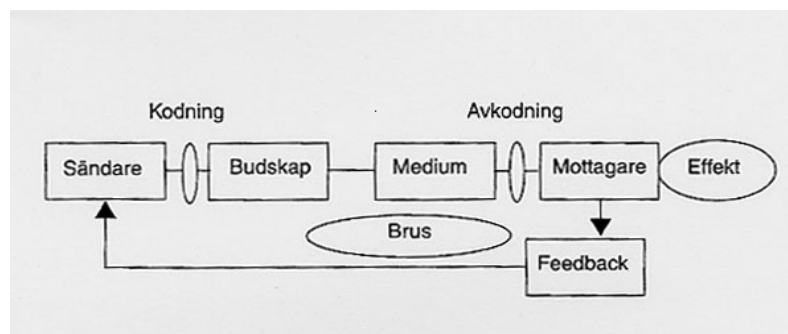 Kodning
Avkodning
Sändare
Budskap
Medium
Mottagare
Effekt
Brus
Feedback